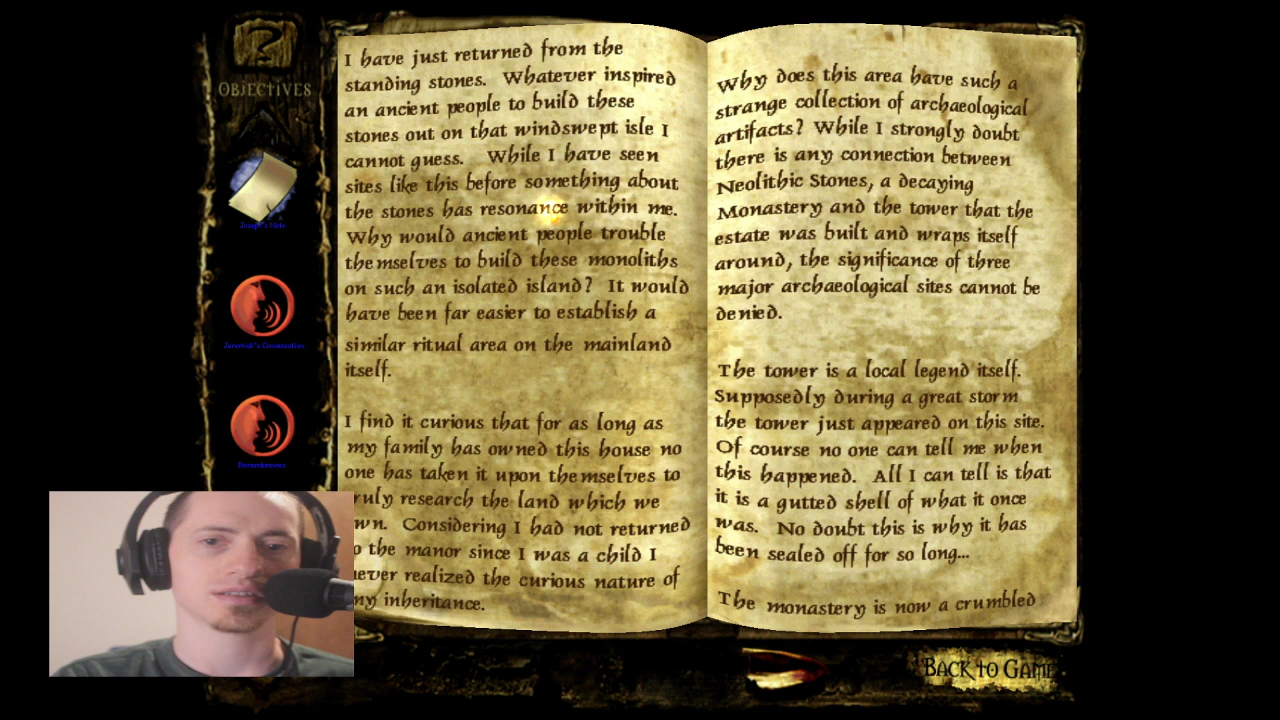 OBJECTIVES
Joseph's Note
Jeremiah's Conversation
Remembrances
I have just returned from the
standing stones. Whatever inspired
an ancient people to build these
stones out on that windswept isle I
cannot guess. While I have seen
sites like this before something about
the stones has resonance within me.
Why would ancient people trouble
themselves to build these monoliths
on such an isolated island? It would
have been far easier to establish a
similar ritual area on the mainland
itself.
I find it curious that for as long as
my family has owned this house no
one has taken it upon themselves to
truly research the land which we
own. Considering I had not returned
to the manor since I was a child I
never realized the curious nature of
my inheritance.
Why does this area have such a
strange collection of archaeological
artifacts? While I strongly doubt
there is any connection between
Neolithic Stones, a decaying
Monastery and the tower that the
estate was built and wraps itself
around, the significance of three
major archaeological sites cannot be
denied.
The tower is a local legend itself.
Supposedly during a great storm
the tower just appeared on this site.
Of course no one can tell me when
this happened. All I can tell is that
it is a gutted shell of what it once
was. No doubt this is why it has
been sealed off for so long...
The monastery is now a crumbled
BACK TO GAME